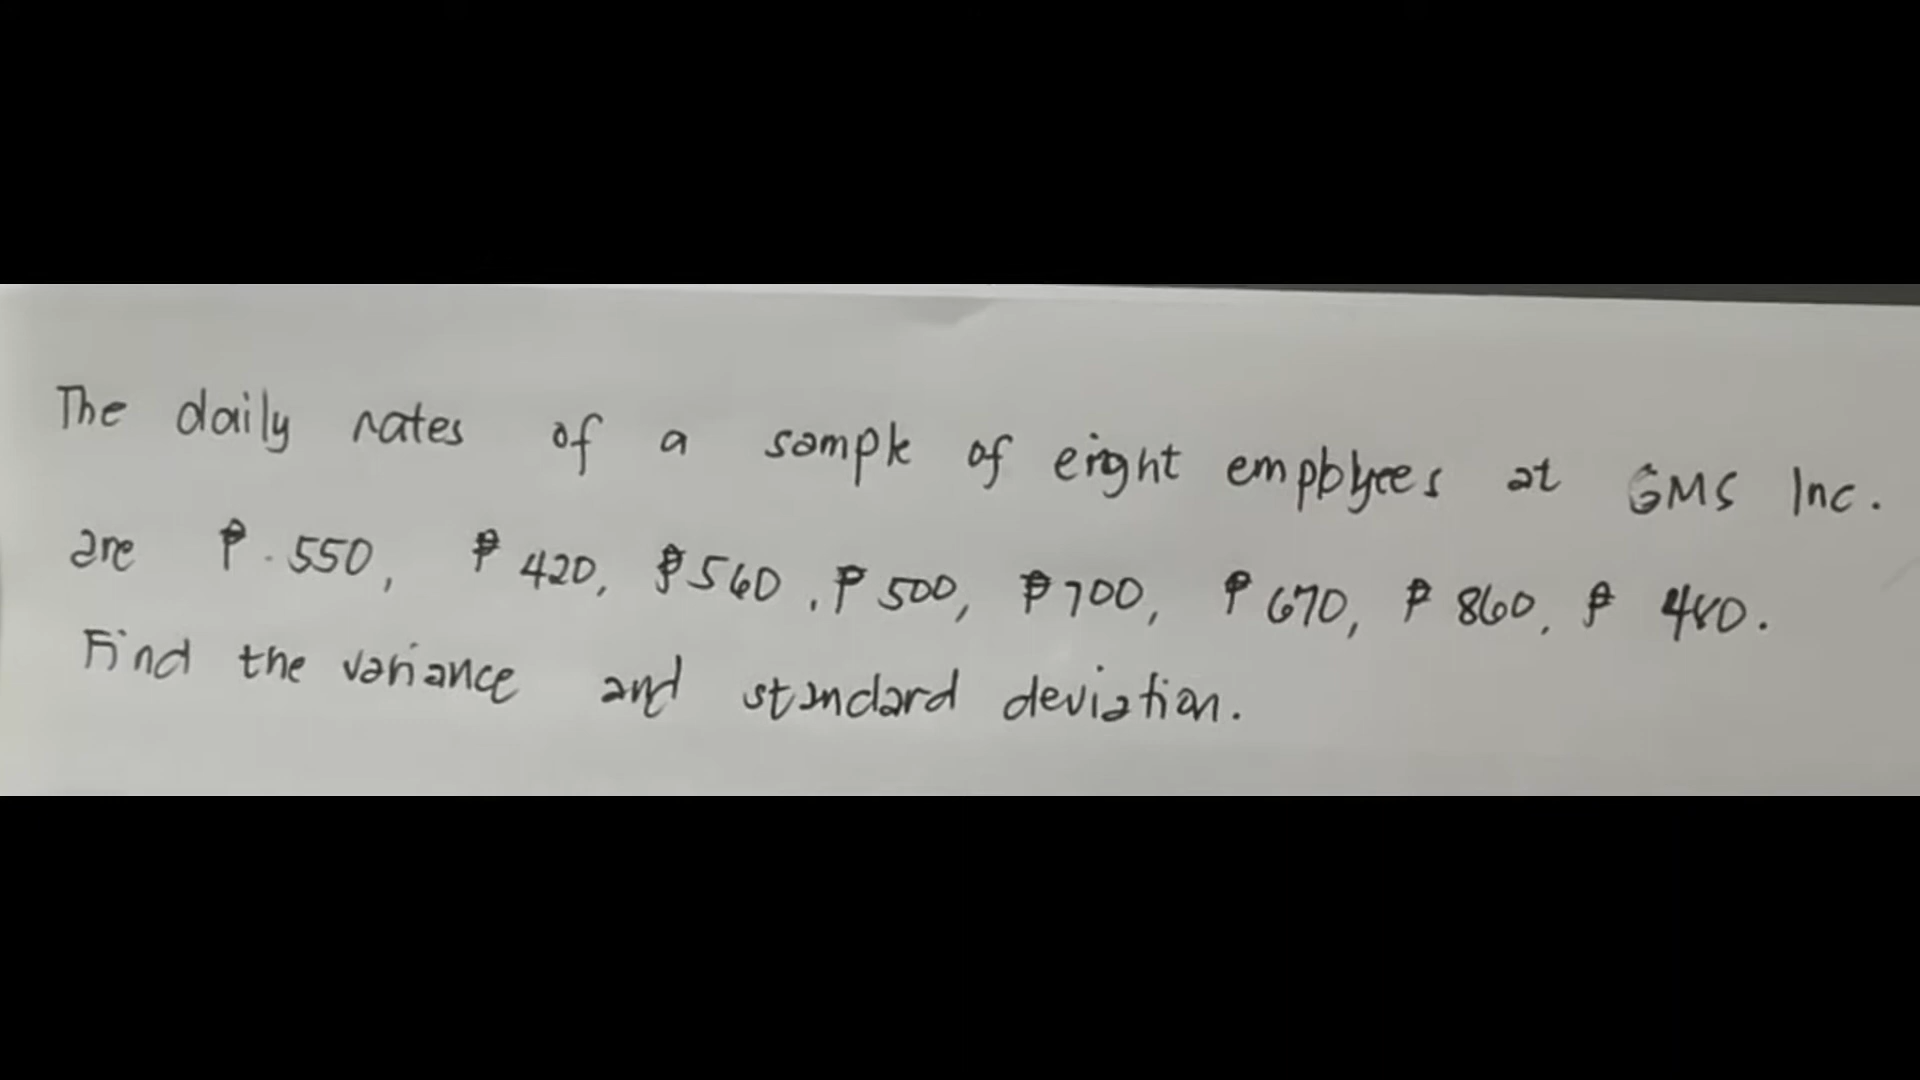 The daily rates of a sample of eight employees at GMS Inc.
are ₱ 550, ₱ 420, ₱ 560, ₱ 500, ₱ 700, ₱ 670, ₱ 860, ₱ 480.
Find the variance and standard deviation.